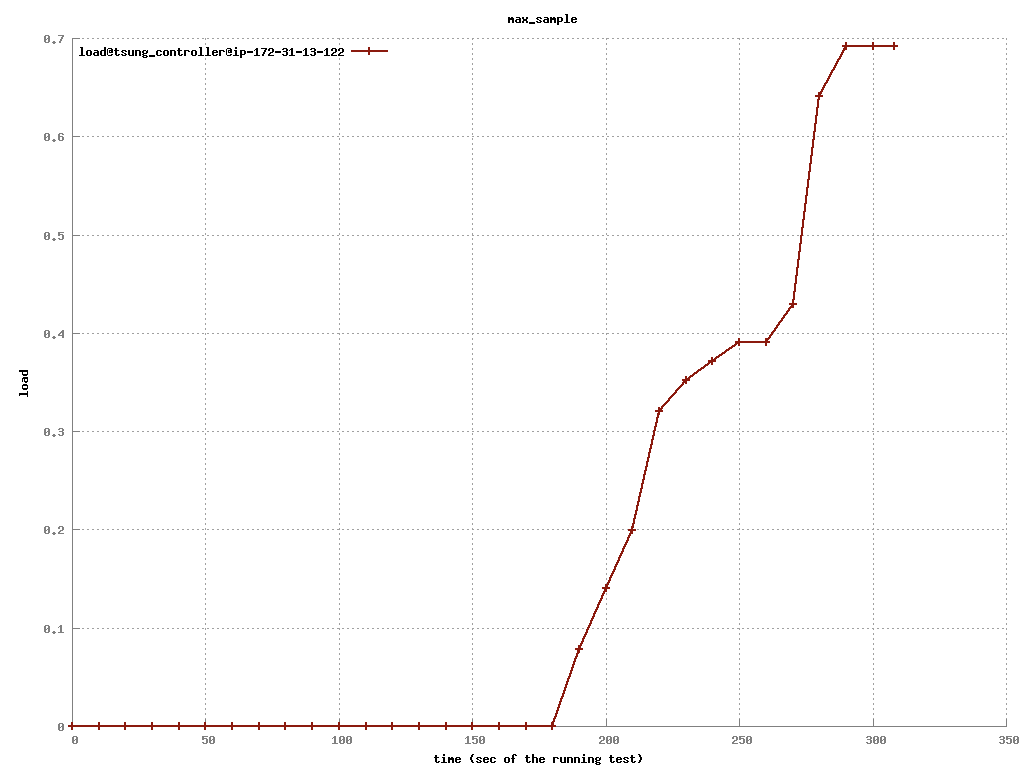 max_sample
load@tsung_controller@ip-172-31-13-122
0.7
0.6
0.5
0.4
0.3
0.2
0.1
0
load
0 50 100 150 200 250 300 350
time (sec of the running test)